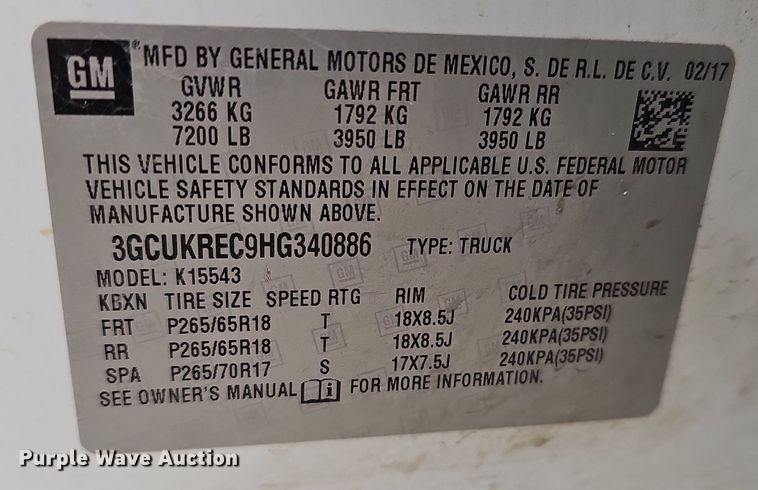 GM
® MFD BY GENERAL MOTORS DE MEXICO, S. DE R.L. DE C.V. 02/17
GVWR GAWR FRT GAWR RR
3266 KG 1792 KG 1792 KG
7200 LB 3950 LB 3950 LB
THIS VEHICLE CONFORMS TO ALL APPLICABLE U.S. FEDERAL MOTOR
VEHICLE SAFETY STANDARDS IN EFFECT ON THE DATE OF
MANUFACTURE SHOWN ABOVE.
3GCUKREC9HG340886 TYPE: TRUCK
MODEL: K15543
KBXN TIRE SIZE SPEED RTG RIM COLD TIRE PRESSURE
FRT P265/65R18 T 18X8.5J 240KPA(35PSI)
RR P265/65R18 T 18X8.5J 240KPA(35PSI)
SPA P265/70R17 S 17X7.5J 240KPA(35PSI)
SEE OWNER'S MANUAL FOR MORE INFORMATION.
Purple Wave Auction